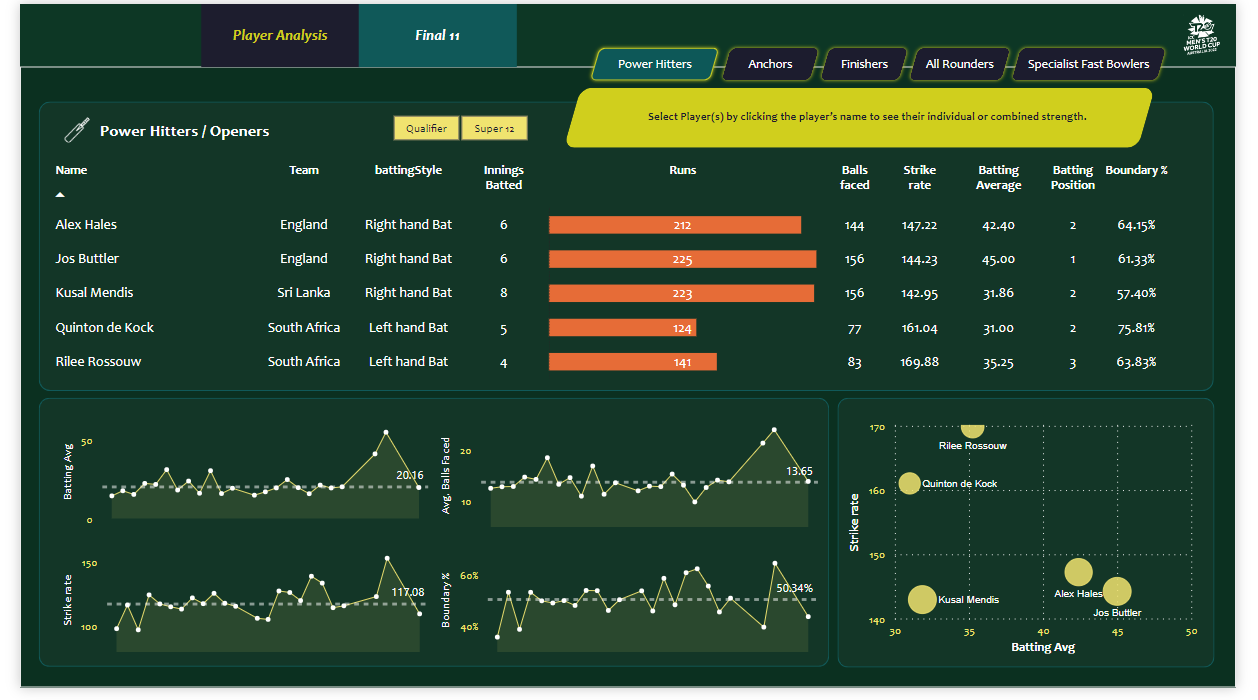 Player Analysis
Final 11
ICC
T20
MEN'S T20
WORLD CUP
AUSTRALIA 2022
Power Hitters
Anchors
Finishers
All Rounders
Specialist Fast Bowlers
Select Player(s) by clicking the player's name to see their individual or combined strength.
Power Hitters / Openers
Qualifier
Super 12
Name Team battingStyle Innings Batted Runs Balls faced Strike rate Batting Average Batting Position Boundary %
Alex Hales England Right hand Bat 6 212 144 147.22 42.40 2 64.15%
Jos Buttler England Right hand Bat 6 225 156 144.23 45.00 1 61.33%
Kusal Mendis Sri Lanka Right hand Bat 8 223 156 142.95 31.86 2 57.40%
Quinton de Kock South Africa Left hand Bat 5 124 77 161.04 31.00 2 75.81%
Rilee Rossouw South Africa Left hand Bat 4 141 83 169.88 35.25 3 63.83%
Batting Avg
50
0
20.16
Avg. Balls Faced
20
10
13.65
Strike rate
150
100
117.08
Boundary%
60%
40%
50.34%
Strike rate
170
160
150
140
Rilee Rossouw
Quinton de Kock
Alex Hales
Kusal Mendis
Jos Buttler
30 35 40 45 50
Batting Avg